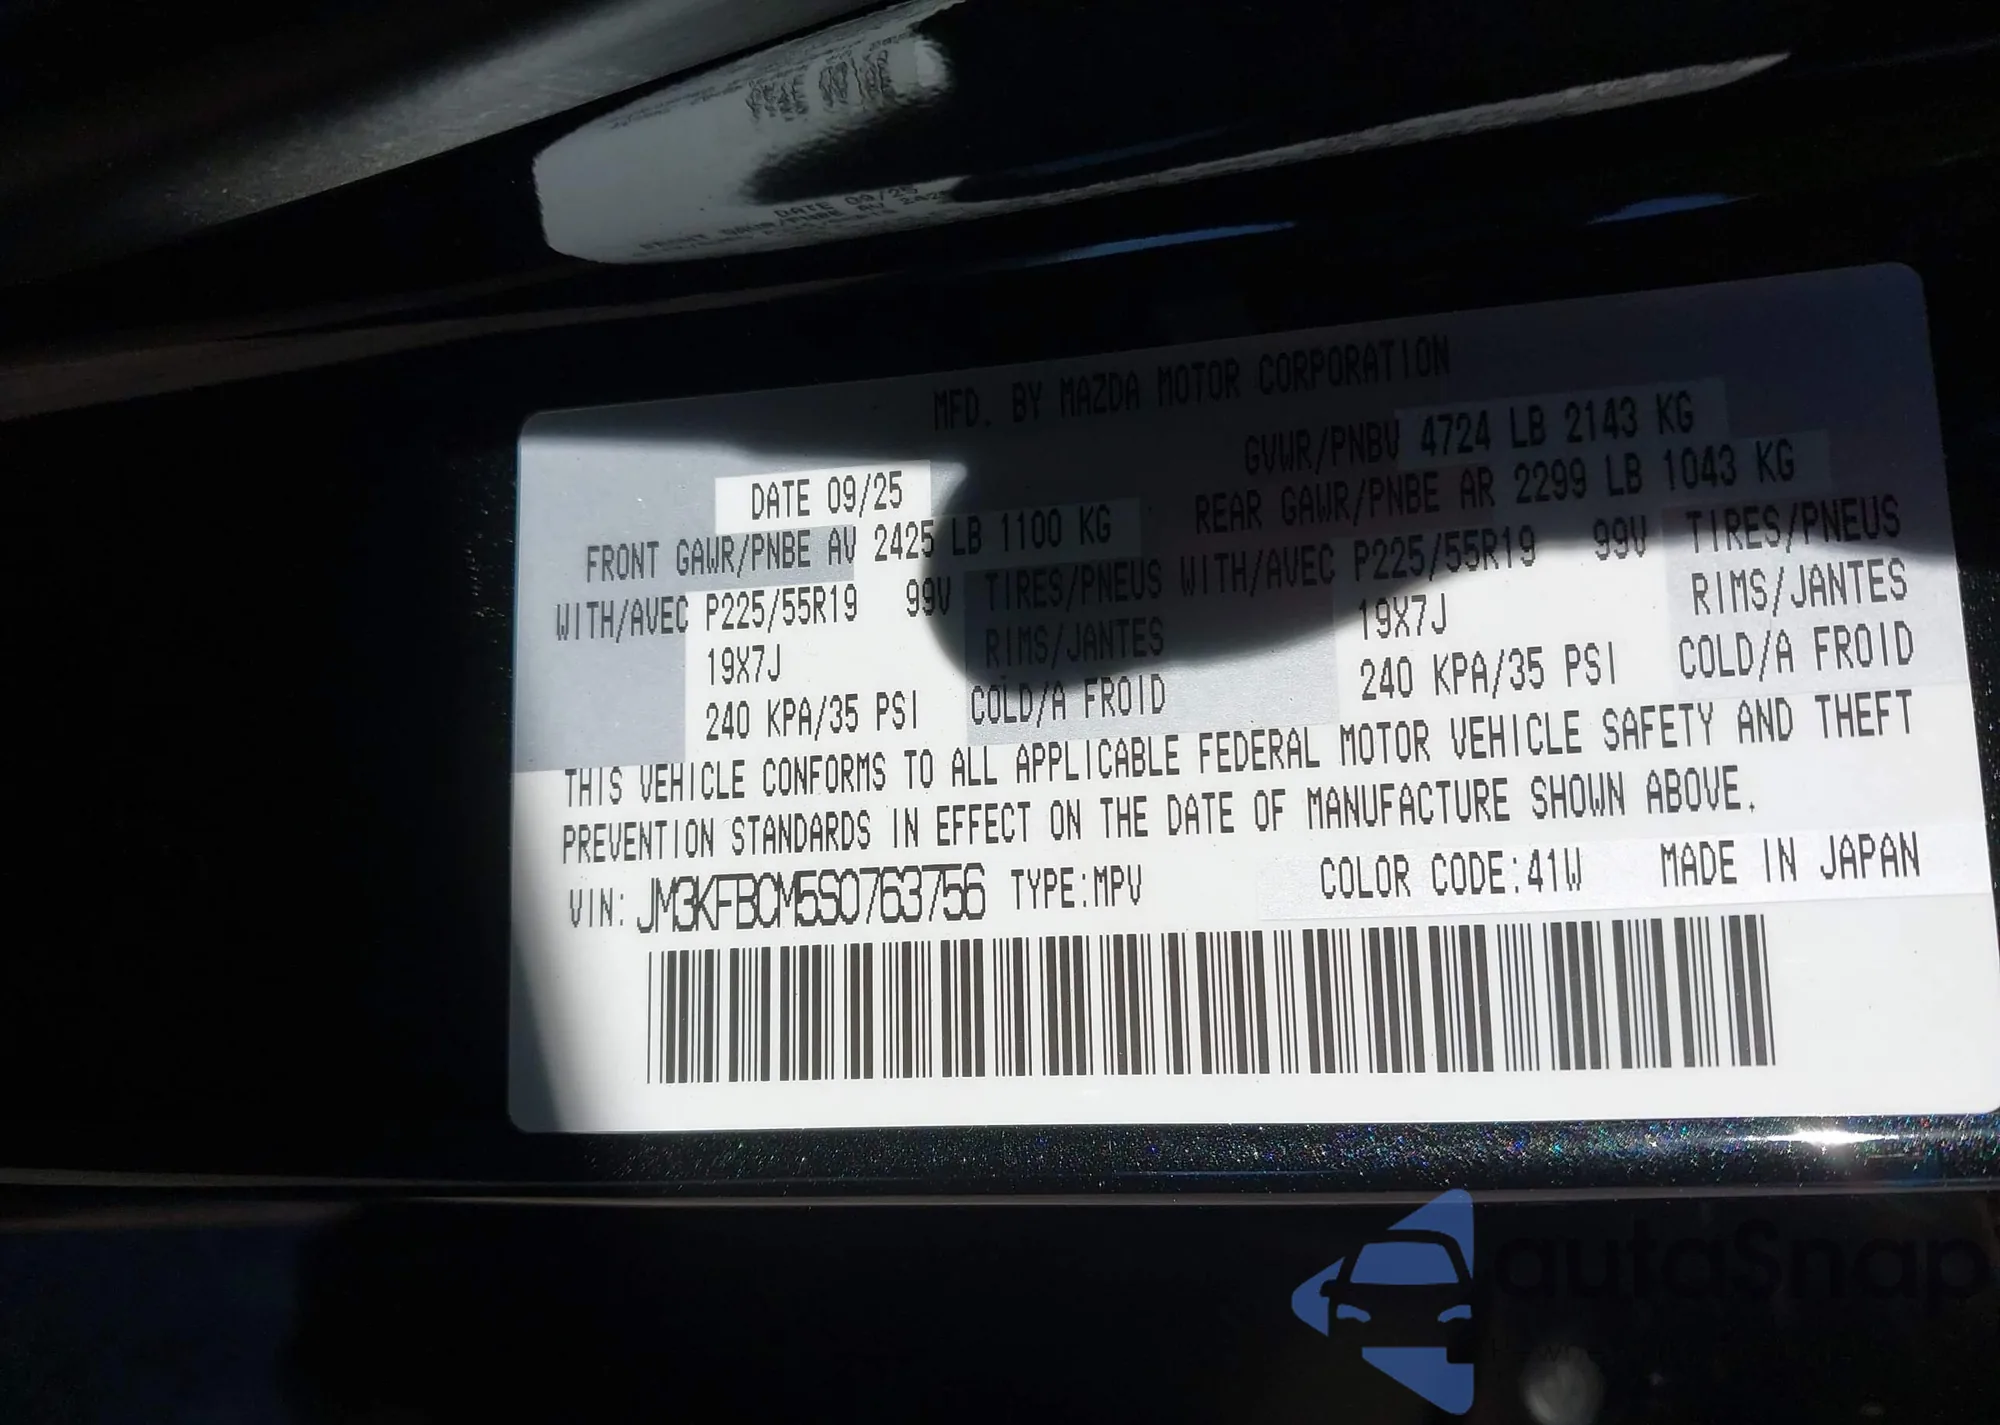 DATE 09/25
MFD. BY MAZDA MOTOR CORPORATION
GVWR/PNBV 4724 LB 2143 KG
DATE 09/25
FRONT GAWR/PNBE AV 2425 LB 1100 KG REAR GAWR/PNBE AR 2299 LB 1043 KG
WITH/AVEC P225/55R19 99V TIRES/PNEUS WITH/AVEC P225/55R19 99V TIRES/PNEUS
19X7J RIMS/JANTES 19X7J RIMS/JANTES
240 KPA/35 PSI COLD/A FROID 240 KPA/35 PSI COLD/A FROID
THIS VEHICLE CONFORMS TO ALL APPLICABLE FEDERAL MOTOR VEHICLE SAFETY AND THEFT
PREVENTION STANDARDS IN EFFECT ON THE DATE OF MANUFACTURE SHOWN ABOVE.
VIN: JM3KFBCM5S0763756 TYPE:MPV COLOR CODE:41W MADE IN JAPAN
autoSnap